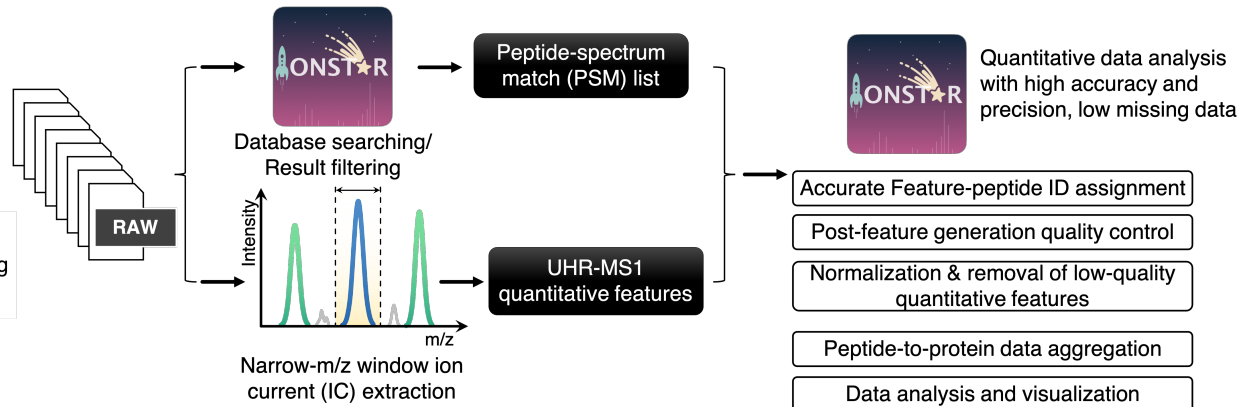 RAW
g
IONSTAR
Database searching/
Result filtering
Peptide-spectrum
match (PSM) list
Intensity
m/z
Narrow-m/z window ion
current (IC) extraction
UHR-MS1
quantitative features
IONSTAR
Quantitative data analysis
with high accuracy and
precision, low missing data
Accurate Feature-peptide ID assignment
Post-feature generation quality control
Normalization & removal of low-quality
quantitative features
Peptide-to-protein data aggregation
Data analysis and visualization